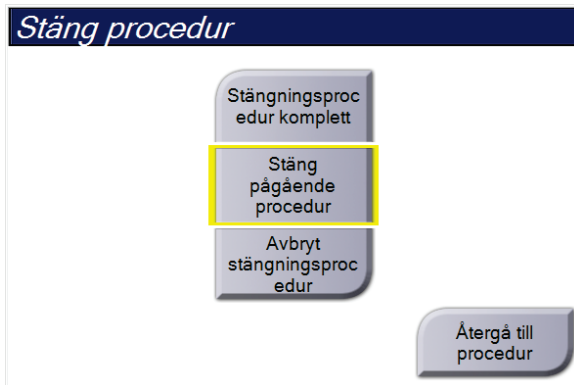 Stäng procedur
Stängningsproc
edur komplett
Stäng
pågående
procedur
Avbryt
stängningsproc
edur
Återgå till
procedur